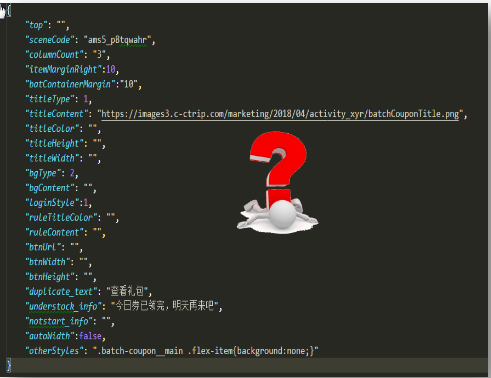 {
"top": "",
"sceneCode": "ams5_p8tqwahr",
"columnCount": "3",
"itemMarginRight":10,
"batContainerMargin":"10",
"titleType": 1,
"titleContent": "https://images3.c-ctrip.com/marketing/2018/04/activity_xyr/batchCouponTitle.png",
"titleColor": "",
"titleHeight": "",
"titleWidth": "",
"bgType": 2,
"bgContent": "",
"loginStyle":1,
"ruleTitleColor": "",
"ruleContent": "",
"btnUrl": "",
"btnWidth": "",
"btnHeight": "",
"duplicate_text": "查看礼包",
"understock_info": "今日券已领完，明天再来吧",
"notstart_info": "",
"autoWidth":false,
"otherStyles": ".batch-coupon__main .flex-item{background:none;}"
}